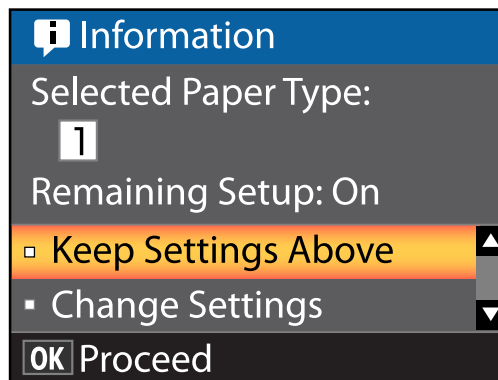 Information
Selected Paper Type:
1
Remaining Setup: On
Keep Settings Above
Change Settings
OK Proceed